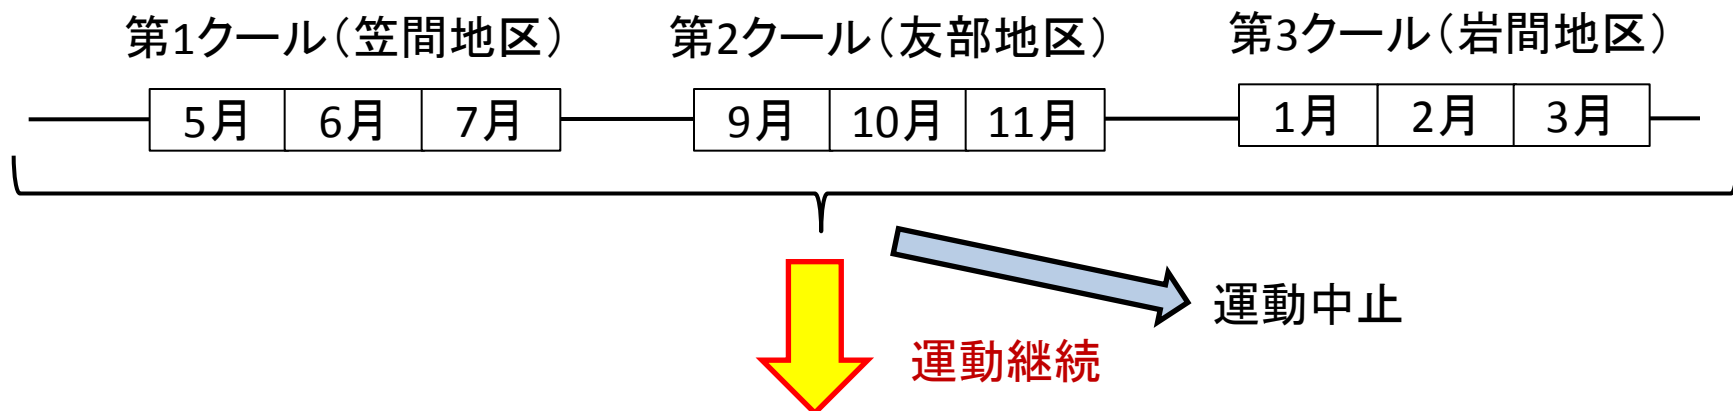 第1クール（笠間地区） 第2クール（友部地区） 第3クール（岩間地区）
5月 6月 7月 9月 10月 11月 1月 2月 3月
運動中止
運動継続